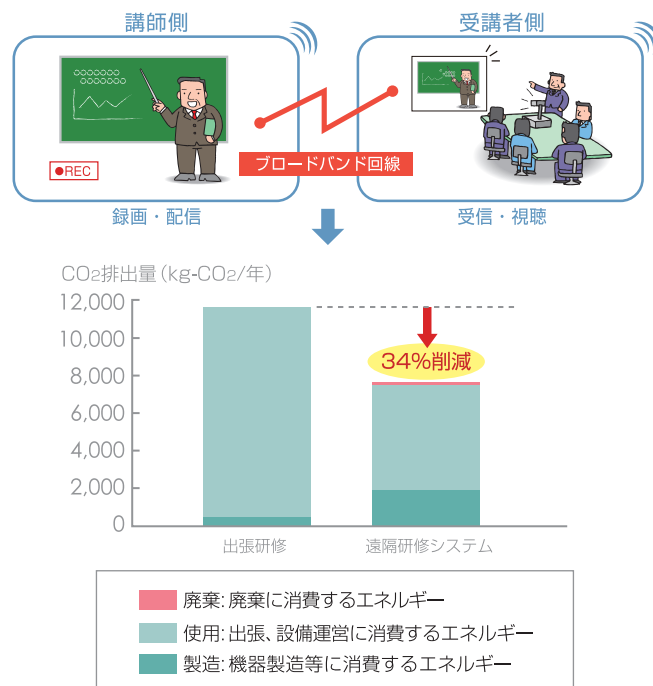 講師側
受講者側
●REC
ブロードバンド回線
録画・配信
受信・視聴
CO2排出量（kg-CO2/年）
12,000
10,000
8,000
6,000
4,000
2,000
0
34%削減
出張研修
遠隔研修システム
廃棄: 廃棄に消費するエネルギー
使用: 出張、設備運営に消費するエネルギー
製造: 機器製造等に消費するエネルギー